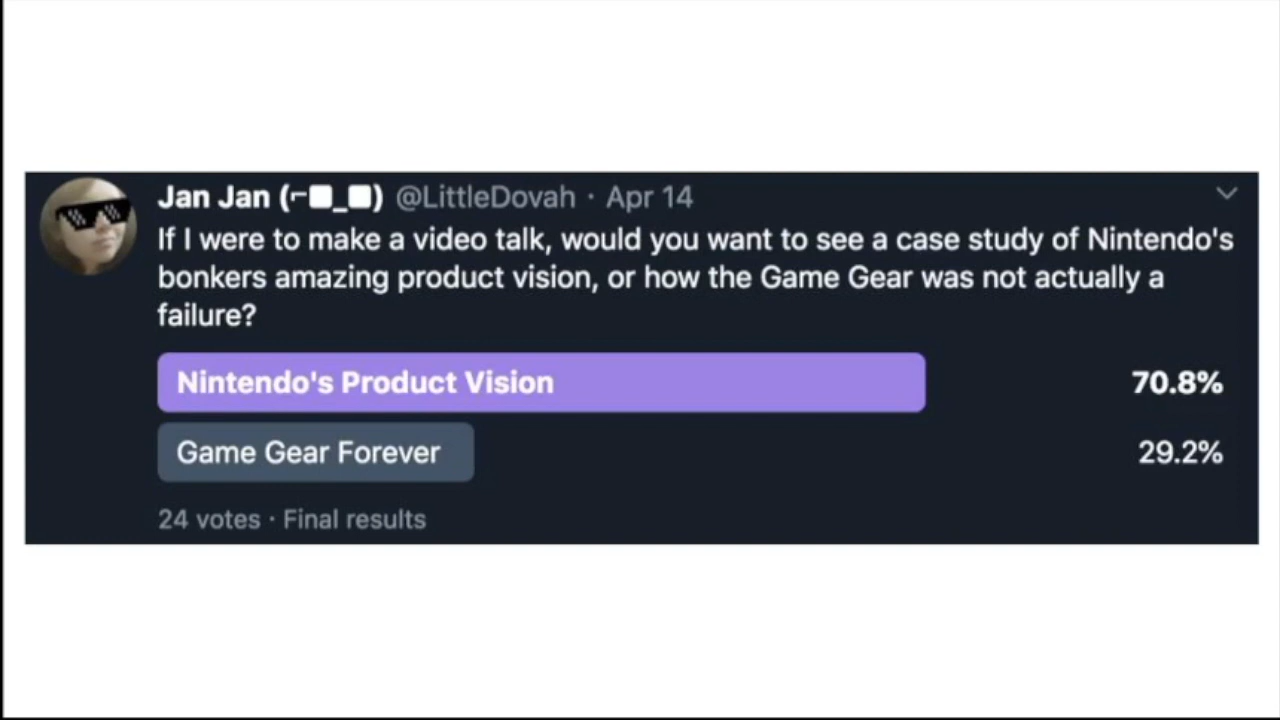 Jan Jan (⌐■_■) @LittleDovah · Apr 14
If I were to make a video talk, would you want to see a case study of Nintendo's
bonkers amazing product vision, or how the Game Gear was not actually a
failure?
Nintendo's Product Vision 70.8%
Game Gear Forever 29.2%
24 votes · Final results